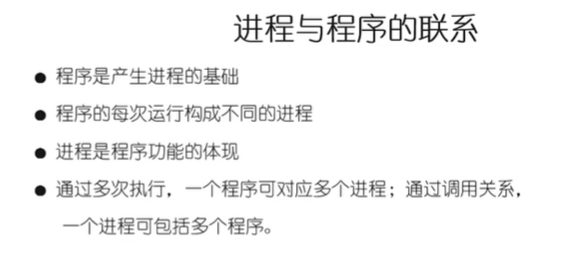 进程与程序的联系
● 程序是产生进程的基础
● 程序的每次运行构成不同的进程
● 进程是程序功能的体现
● 通过多次执行，一个程序可对应多个进程；通过调用关系，
一个进程可包括多个程序。